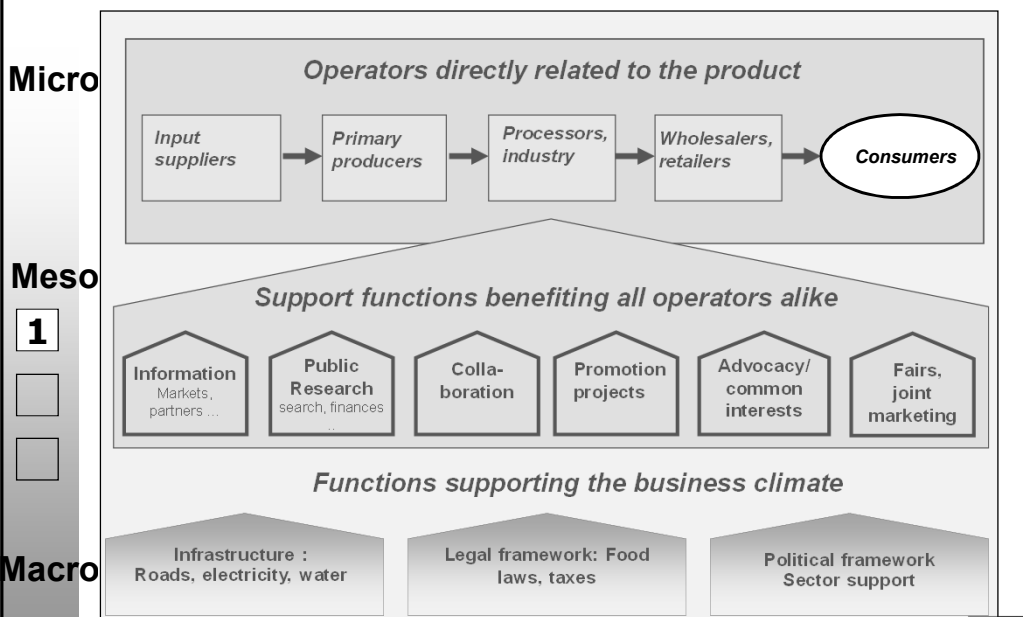 Micro
Operators directly related to the product
Input
suppliers
Primary
producers
Processors,
industry
Wholesalers,
retailers
Consumers
Meso
1
Support functions benefiting all operators alike
Information
Markets,
partners ...
Public
Research
search, finances
..
Colla-
boration
Promotion
projects
Advocacy/
common
interests
Fairs,
joint
marketing
Functions supporting the business climate
Macro
Infrastructure :
Roads, electricity, water
Legal framework: Food
laws, taxes
Political framework
Sector support